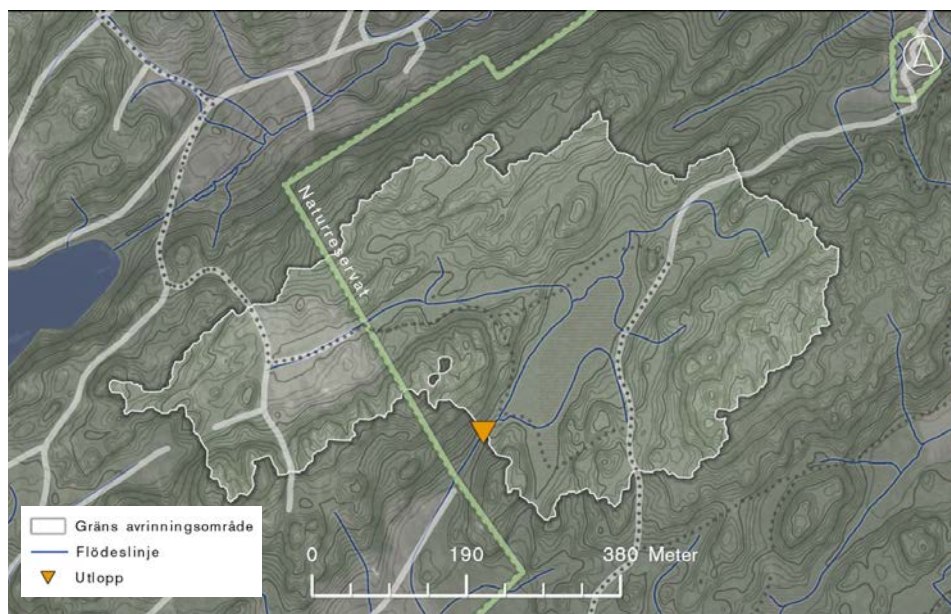 Naturreservat
Gräns avrinningsområde
Flödeslinje
Utlopp
0 190 380 Meter